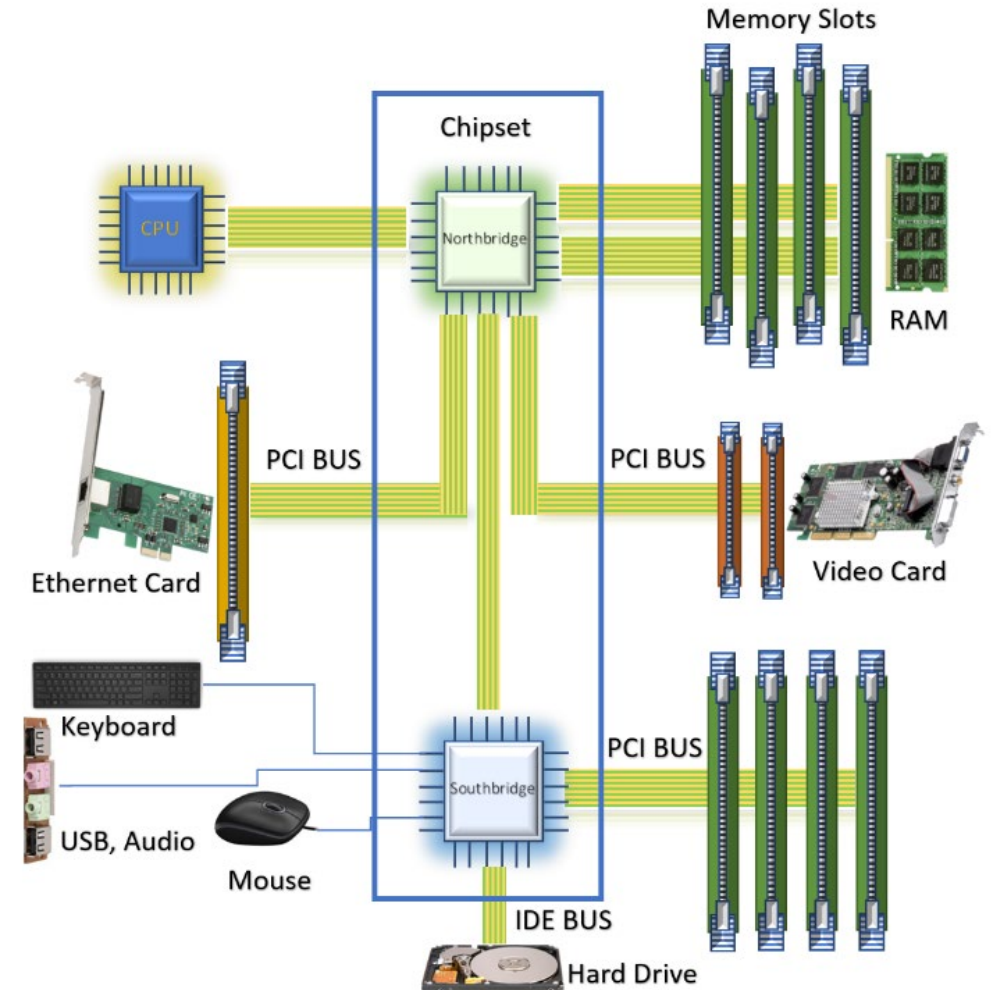 Memory Slots
Chipset
CPU
Northbridge
RAM
PCI BUS
PCI BUS
Ethernet Card
Video Card
Keyboard
PCI BUS
Southbridge
USB, Audio
Mouse
IDE BUS
Hard Drive